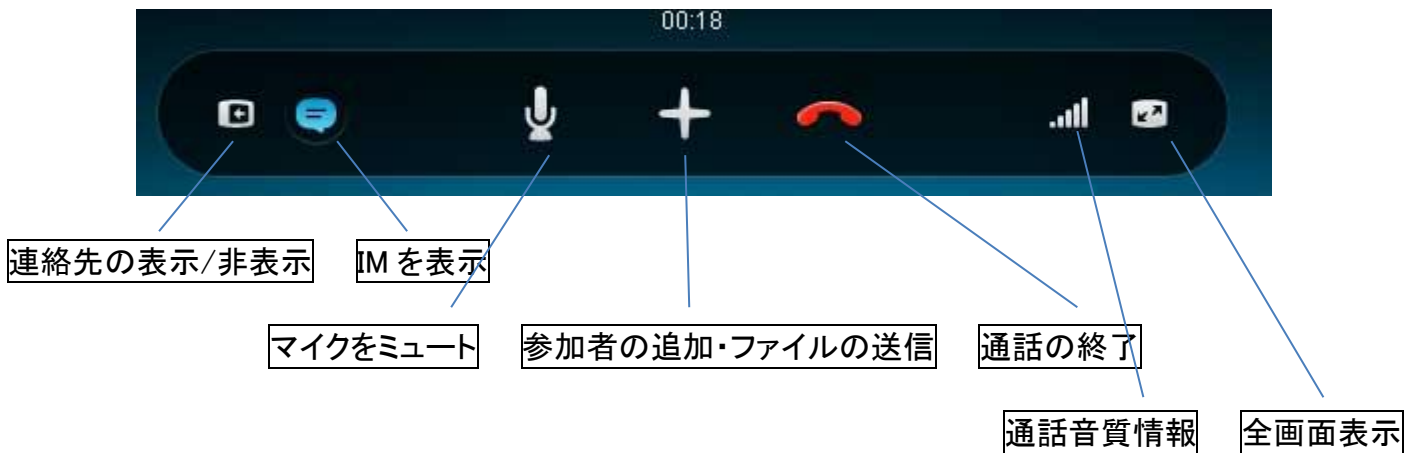 00:18
連絡先の表示/非表示
IM を表示
マイクをミュート
参加者の追加・ファイルの送信
通話の終了
通話音質情報
全画面表示